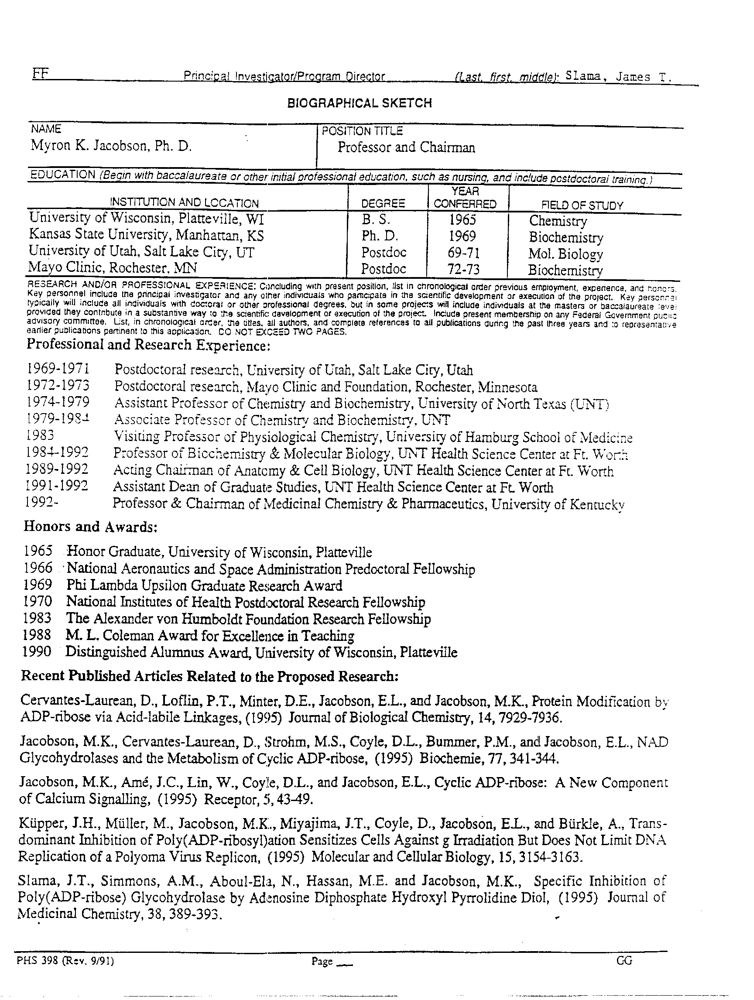 FF Principal Investigator/Program Director (Last, first, middle): Slama, James T.
BIOGRAPHICAL SKETCH
NAME POSITION TITLE
Myron K. Jacobson, Ph. D. Professor and Chairman
EDUCATION (Begin with baccalaureate or other initial professional education, such as nursing, and include postdoctoral training.)
INSTITUTION AND LOCATION DEGREE YEAR CONFERRED FIELD OF STUDY
University of Wisconsin, Platteville, WI B. S. 1965 Chemistry
Kansas State University, Manhattan, KS Ph. D. 1969 Biochemistry
University of Utah, Salt Lake City, UT Postdoc 69-71 Mol. Biology
Mayo Clinic, Rochester, MN Postdoc 72-73 Biochemistry
RESEARCH AND/OR PROFESSIONAL EXPERIENCE: Concluding with present position, list in chronological order previous employment, experience, and honors.
Key personnel include the principal investigator and any other individuals who participate in the scientific development or execution of the project. Key personnel
typically will include all individuals with doctoral or other professional degrees, but in some projects will include individuals at the masters or baccalaureate level
provided they contribute in a substantive way to the scientific development or execution of the project. Include present membership on any Federal Government public
advisory committee. List, in chronological order, the titles, all authors, and complete references to all publications during the past three years and to representative
earlier publications pertinent to this application. DO NOT EXCEED TWO PAGES.
Professional and Research Experience:
1969-1971 Postdoctoral research, University of Utah, Salt Lake City, Utah
1972-1973 Postdoctoral research, Mayo Clinic and Foundation, Rochester, Minnesota
1974-1979 Assistant Professor of Chemistry and Biochemistry, University of North Texas (UNT)
1979-1984 Associate Professor of Chemistry and Biochemistry, UNT
1983 Visiting Professor of Physiological Chemistry, University of Hamburg School of Medicine
1984-1992 Professor of Biochemistry & Molecular Biology, UNT Health Science Center at Ft. Worth
1989-1992 Acting Chairman of Anatomy & Cell Biology, UNT Health Science Center at Ft. Worth
1991-1992 Assistant Dean of Graduate Studies, UNT Health Science Center at Ft. Worth
1992- Professor & Chairman of Medicinal Chemistry & Pharmaceutics, University of Kentucky
Honors and Awards:
1965 Honor Graduate, University of Wisconsin, Platteville
1966 National Aeronautics and Space Administration Predoctoral Fellowship
1969 Phi Lambda Upsilon Graduate Research Award
1970 National Institutes of Health Postdoctoral Research Fellowship
1983 The Alexander von Humboldt Foundation Research Fellowship
1988 M. L. Coleman Award for Excellence in Teaching
1990 Distinguished Alumnus Award, University of Wisconsin, Platteville
Recent Published Articles Related to the Proposed Research:
Cervantes-Laurean, D., Loflin, P.T., Minter, D.E., Jacobson, E.L., and Jacobson, M.K., Protein Modification by
ADP-ribose via Acid-labile Linkages, (1995) Journal of Biological Chemistry, 14, 7929-7936.
Jacobson, M.K., Cervantes-Laurean, D., Strohm, M.S., Coyle, D.L., Bummer, P.M., and Jacobson, E.L., NAD
Glycohydrolases and the Metabolism of Cyclic ADP-ribose, (1995) Biochemie, 77, 341-344.
Jacobson, M.K., Amé, J.C., Lin, W., Coyle, D.L., and Jacobson, E.L., Cyclic ADP-ribose: A New Component
of Calcium Signalling, (1995) Receptor, 5, 43-49.
Küpper, J.H., Müller, M., Jacobson, M.K., Miyajima, J.T., Coyle, D., Jacobson, E.L., and Bürkle, A., Trans-
dominant Inhibition of Poly(ADP-ribosyl)ation Sensitizes Cells Against g Irradiation But Does Not Limit DNA
Replication of a Polyoma Virus Replicon, (1995) Molecular and Cellular Biology, 15, 3154-3163.
Slama, J.T., Simmons, A.M., Aboul-Ela, N., Hassan, M.E. and Jacobson, M.K., Specific Inhibition of
Poly(ADP-ribose) Glycohydrolase by Adenosine Diphosphate Hydroxyl Pyrrolidine Diol, (1995) Journal of
Medicinal Chemistry, 38, 389-393.
PHS 398 (Rev. 9/91) Page __ GG